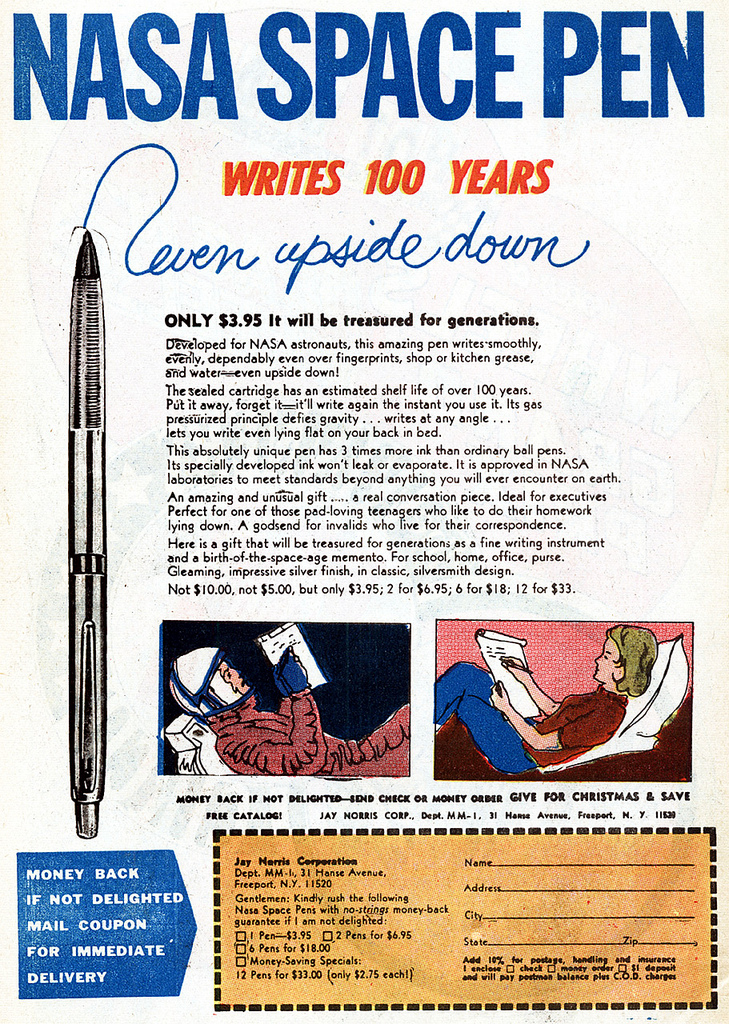 NASA SPACE PEN
WRITES 100 YEARS
even upside down
ONLY $3.95 It will be treasured for generations.
Developed for NASA astronauts, this amazing pen writes smoothly,
evenly, dependably even over fingerprints, shop or kitchen grease,
and water—even upside down!
The sealed cartridge has an estimated shelf life of over 100 years.
Put it away, forget it—it'll write again the instant you use it. Its gas
pressurized principle defies gravity . . . writes at any angle . . .
lets you write even lying flat on your back in bed.
This absolutely unique pen has 3 times more ink than ordinary ball pens.
Its specially developed ink won't leak or evaporate. It is approved in NASA
laboratories to meet standards beyond anything you will ever encounter on earth.
An amazing and unusual gift ..... a real conversation piece. Ideal for executives
Perfect for one of those pad-loving teenagers who like to do their homework
lying down. A godsend for invalids who live for their correspondence.
Here is a gift that will be treasured for generations as a fine writing instrument
and a birth-of-the-space-age memento. For school, home, office, purse.
Gleaming, impressive silver finish, in classic, silversmith design.
Not $10.00, not $5.00, but only $3.95; 2 for $6.95; 6 for $18; 12 for $33.
MONEY BACK IF NOT DELIGHTED—SEND CHECK OR MONEY ORDER GIVE FOR CHRISTMAS & SAVE
FREE CATALOG! JAY NORRIS CORP., Dept. MM-1, 31 Hanse Avenue, Freeport, N. Y. 11520
MONEY BACK
IF NOT DELIGHTED
MAIL COUPON
FOR IMMEDIATE
DELIVERY
Jay Norris Corporation
Dept. MM-1, 31 Hanse Avenue,
Freeport, N.Y. 11520
Gentlemen: Kindly rush the following
Nasa Space Pens with no-strings money-back
guarantee if I am not delighted:
☐ 1 Pen—$3.95 ☐ 2 Pens for $6.95
☐ 6 Pens for $18.00
☐ Money-Saving Specials:
12 Pens for $33.00 (only $2.75 each!)
Name
Address
City
State Zip
Add 10% for postage, handling and insurance
I enclose ☐ check ☐ money order ☐ $1 deposit
and will pay postman balance plus C.O.D. charges